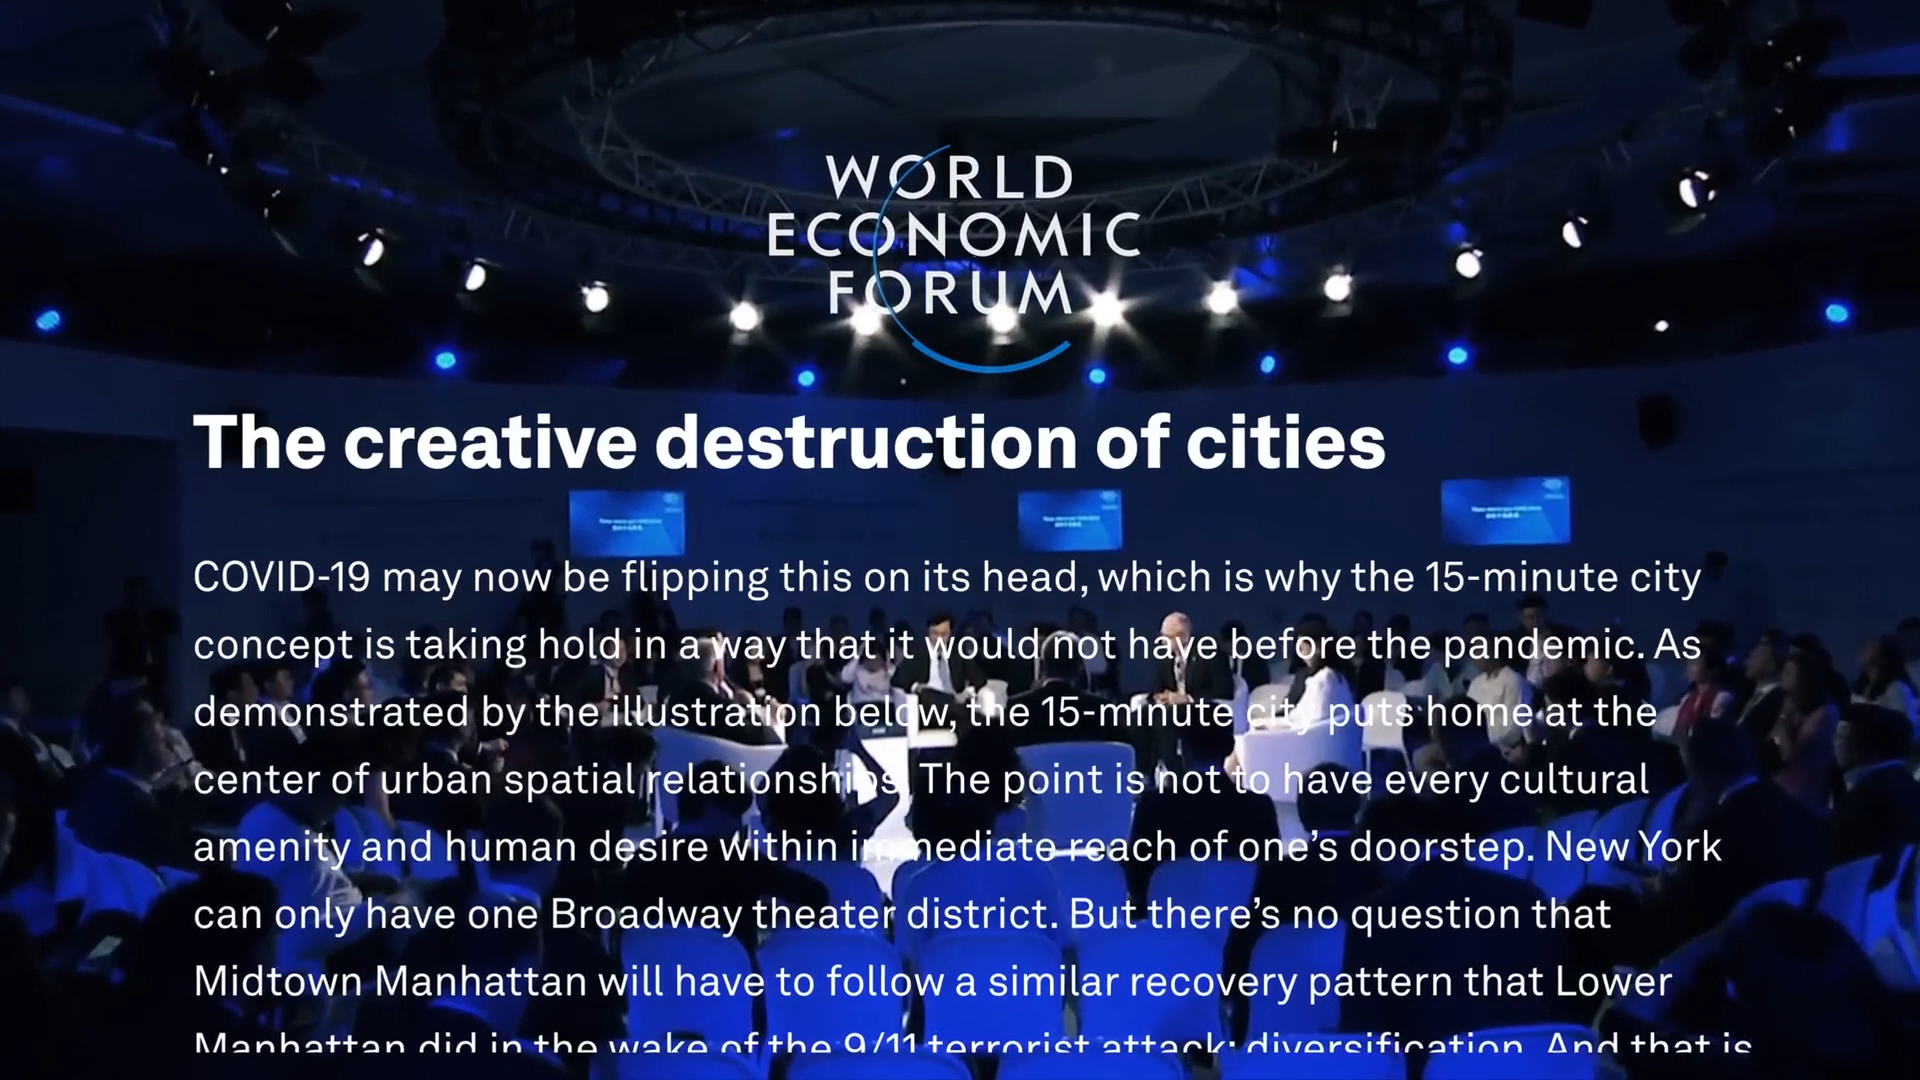 WORLD
ECONOMIC
FORUM
The creative destruction of cities
COVID-19 may now be flipping this on its head, which is why the 15-minute city
concept is taking hold in a way that it would not have before the pandemic. As
demonstrated by the illustration below, the 15-minute city puts home at the
center of urban spatial relationships. The point is not to have every cultural
amenity and human desire within immediate reach of one's doorstep. New York
can only have one Broadway theater district. But there's no question that
Midtown Manhattan will have to follow a similar recovery pattern that Lower
Manhattan did in the wake of the 9/11 terrorist attack: diversification. And that is